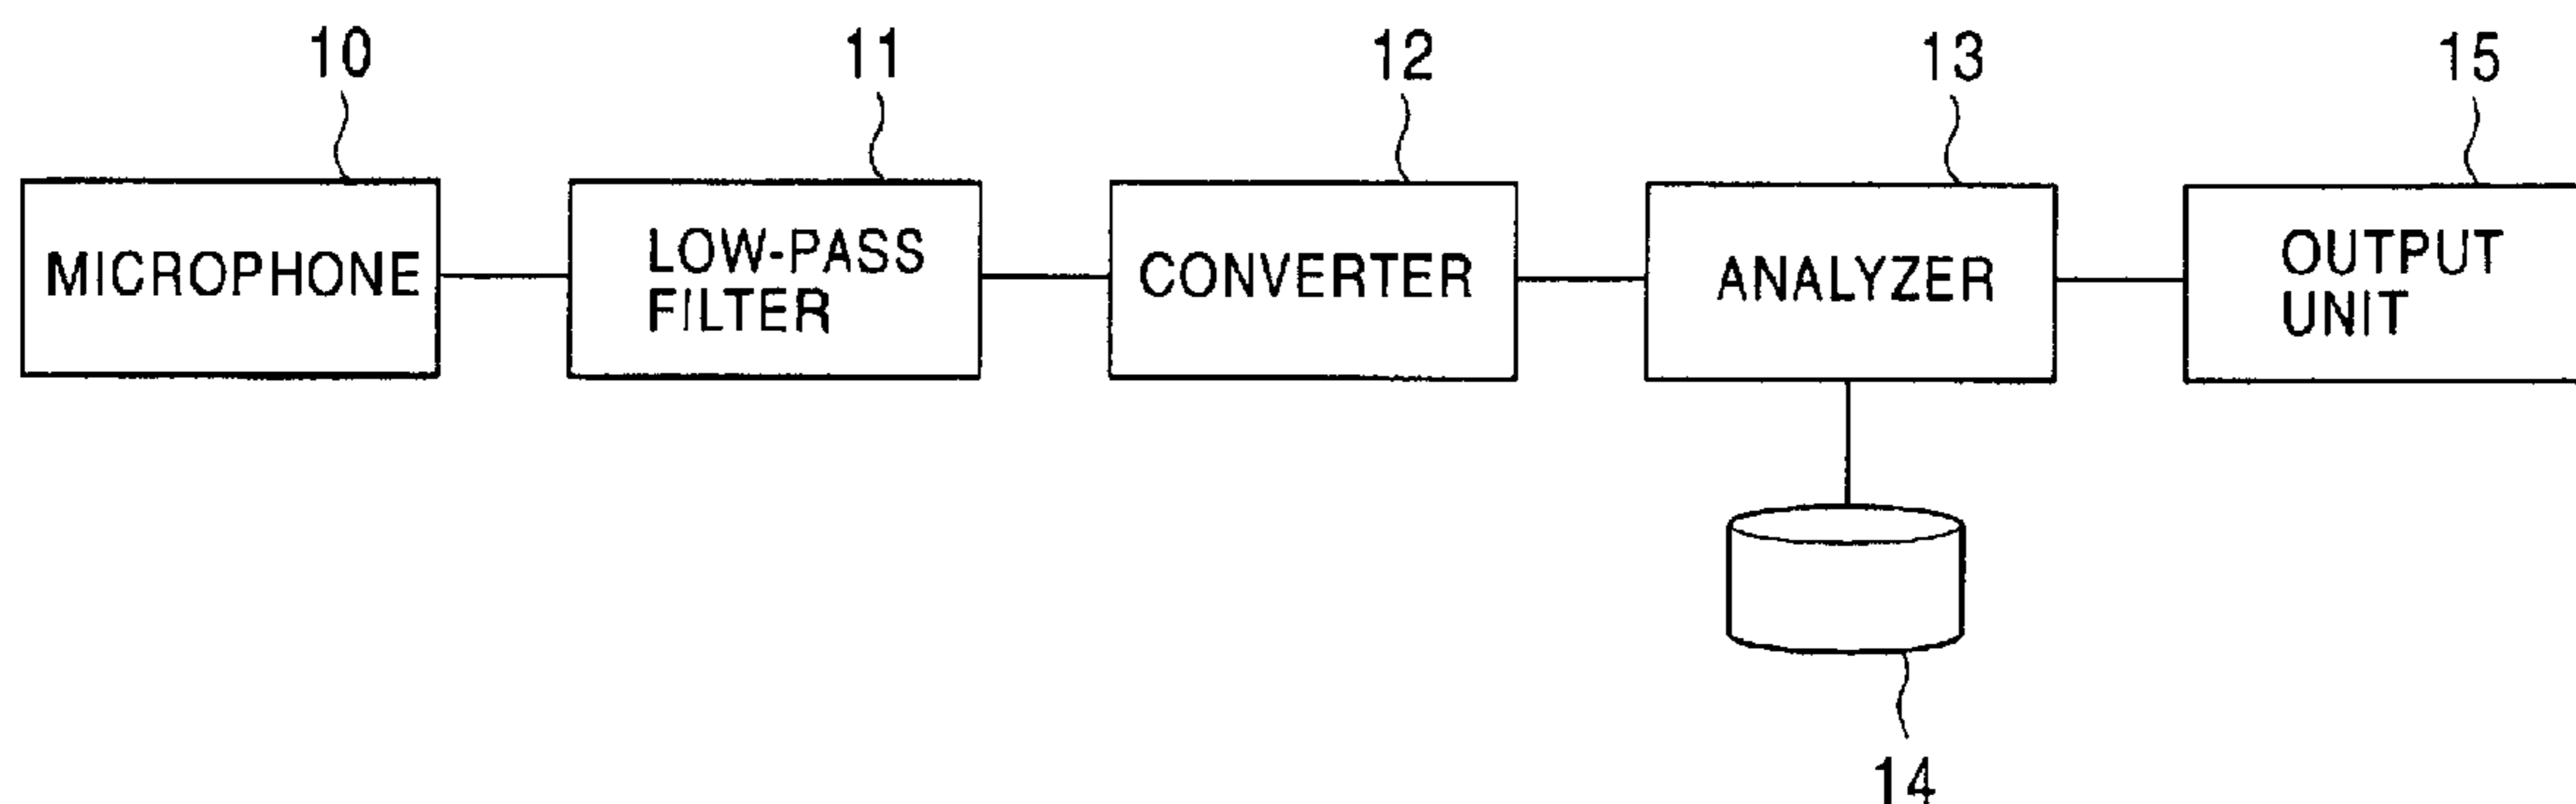 10
11
12
13
15
MICROPHONE
LOW-PASS
FILTER
CONVERTER
ANALYZER
OUTPUT
UNIT
14